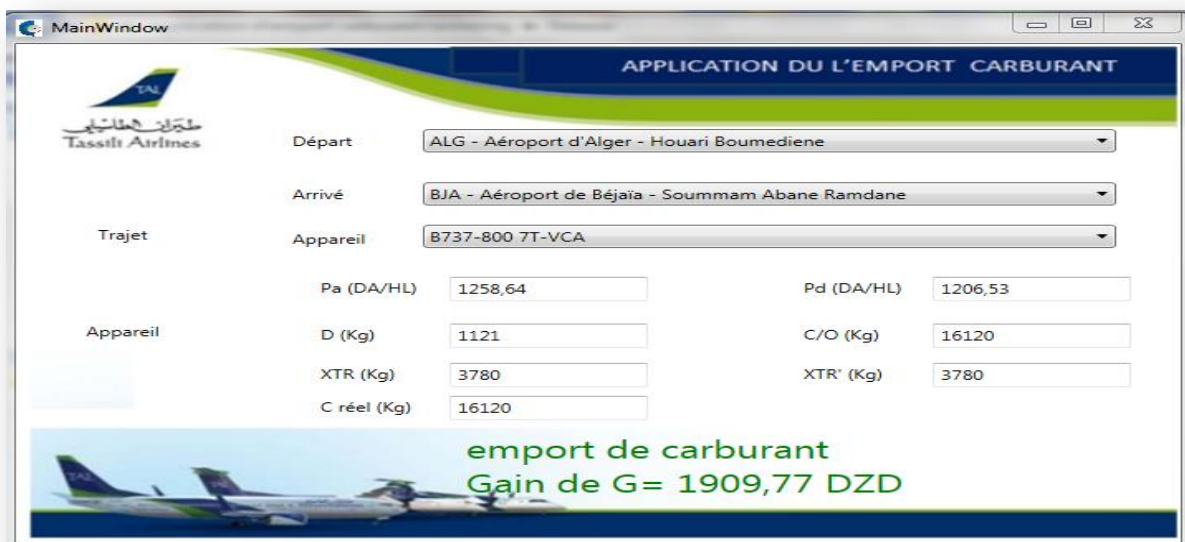 MainWindow
APPLICATION DU L'EMPORT CARBURANT
TAL
طيران الطاسيلي
Tassili Airlines
Départ ALG - Aéroport d'Alger - Houari Boumediene
Arrivé BJA - Aéroport de Béjaïa - Soummam Abane Ramdane
Trajet Appareil B737-800 7T-VCA
Pa (DA/HL) 1258,64 Pd (DA/HL) 1206,53
Appareil D (Kg) 1121 C/O (Kg) 16120
XTR (Kg) 3780 XTR' (Kg) 3780
C réel (Kg) 16120
emport de carburant
Gain de G= 1909,77 DZD
TAL